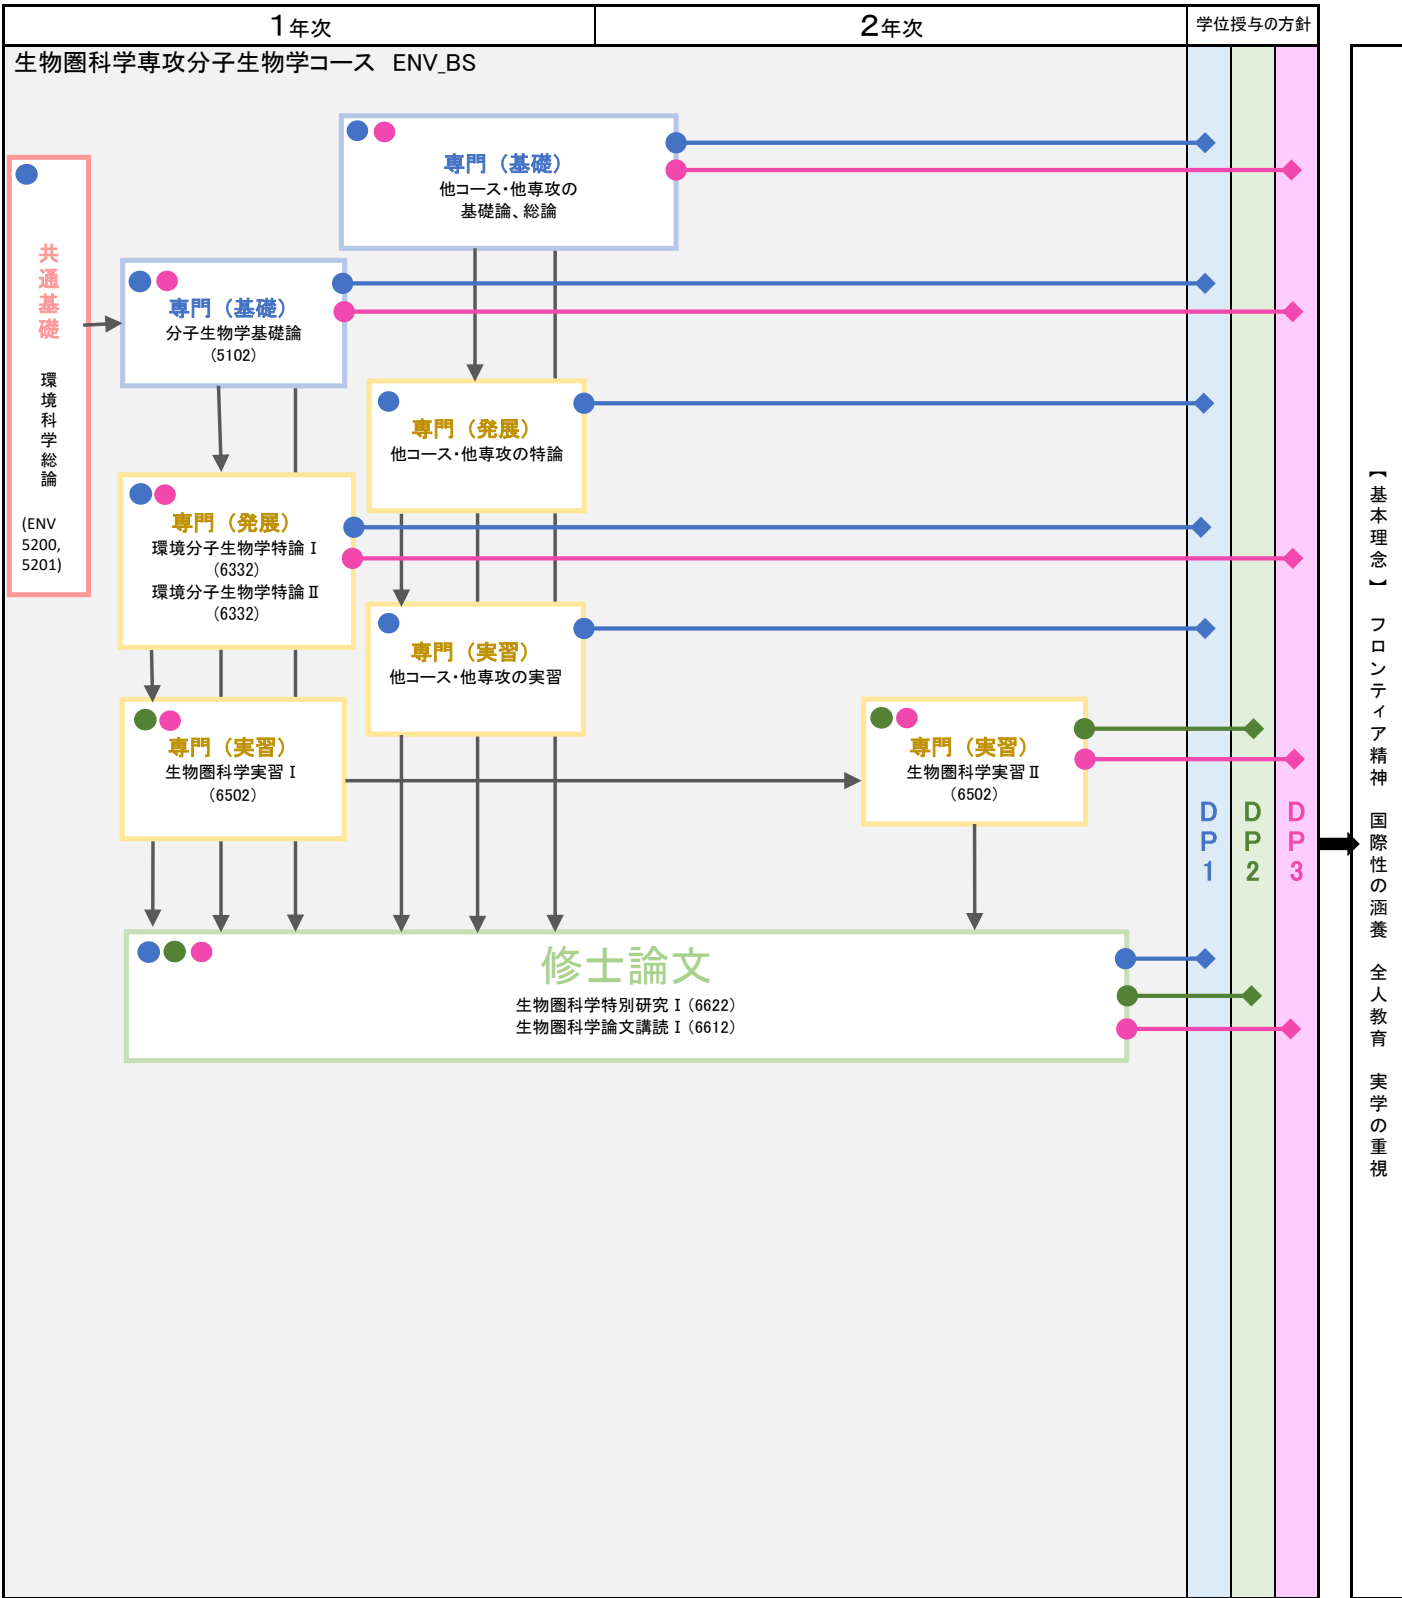 1年次
2年次
学位授与の方針
生物圏科学専攻分子生物学コース ENV_BS
専門（基礎）
他コース・他専攻の
基礎論、総論
共通基礎
環境科学総論
(ENV
5200,
5201)
専門（基礎）
分子生物学基礎論
(5102)
専門（発展）
他コース・他専攻の特論
専門（発展）
環境分子生物学特論Ⅰ
(6332)
環境分子生物学特論Ⅱ
(6332)
専門（実習）
他コース・他専攻の実習
専門（実習）
生物圏科学実習Ⅰ
(6502)
専門（実習）
生物圏科学実習Ⅱ
(6502)
修士論文
生物圏科学特別研究Ⅰ(6622)
生物圏科学論文講読Ⅰ(6612)
DP1
DP2
DP3
【基本理念】 フロンティア精神 国際性の涵養 全人教育 実学の重視